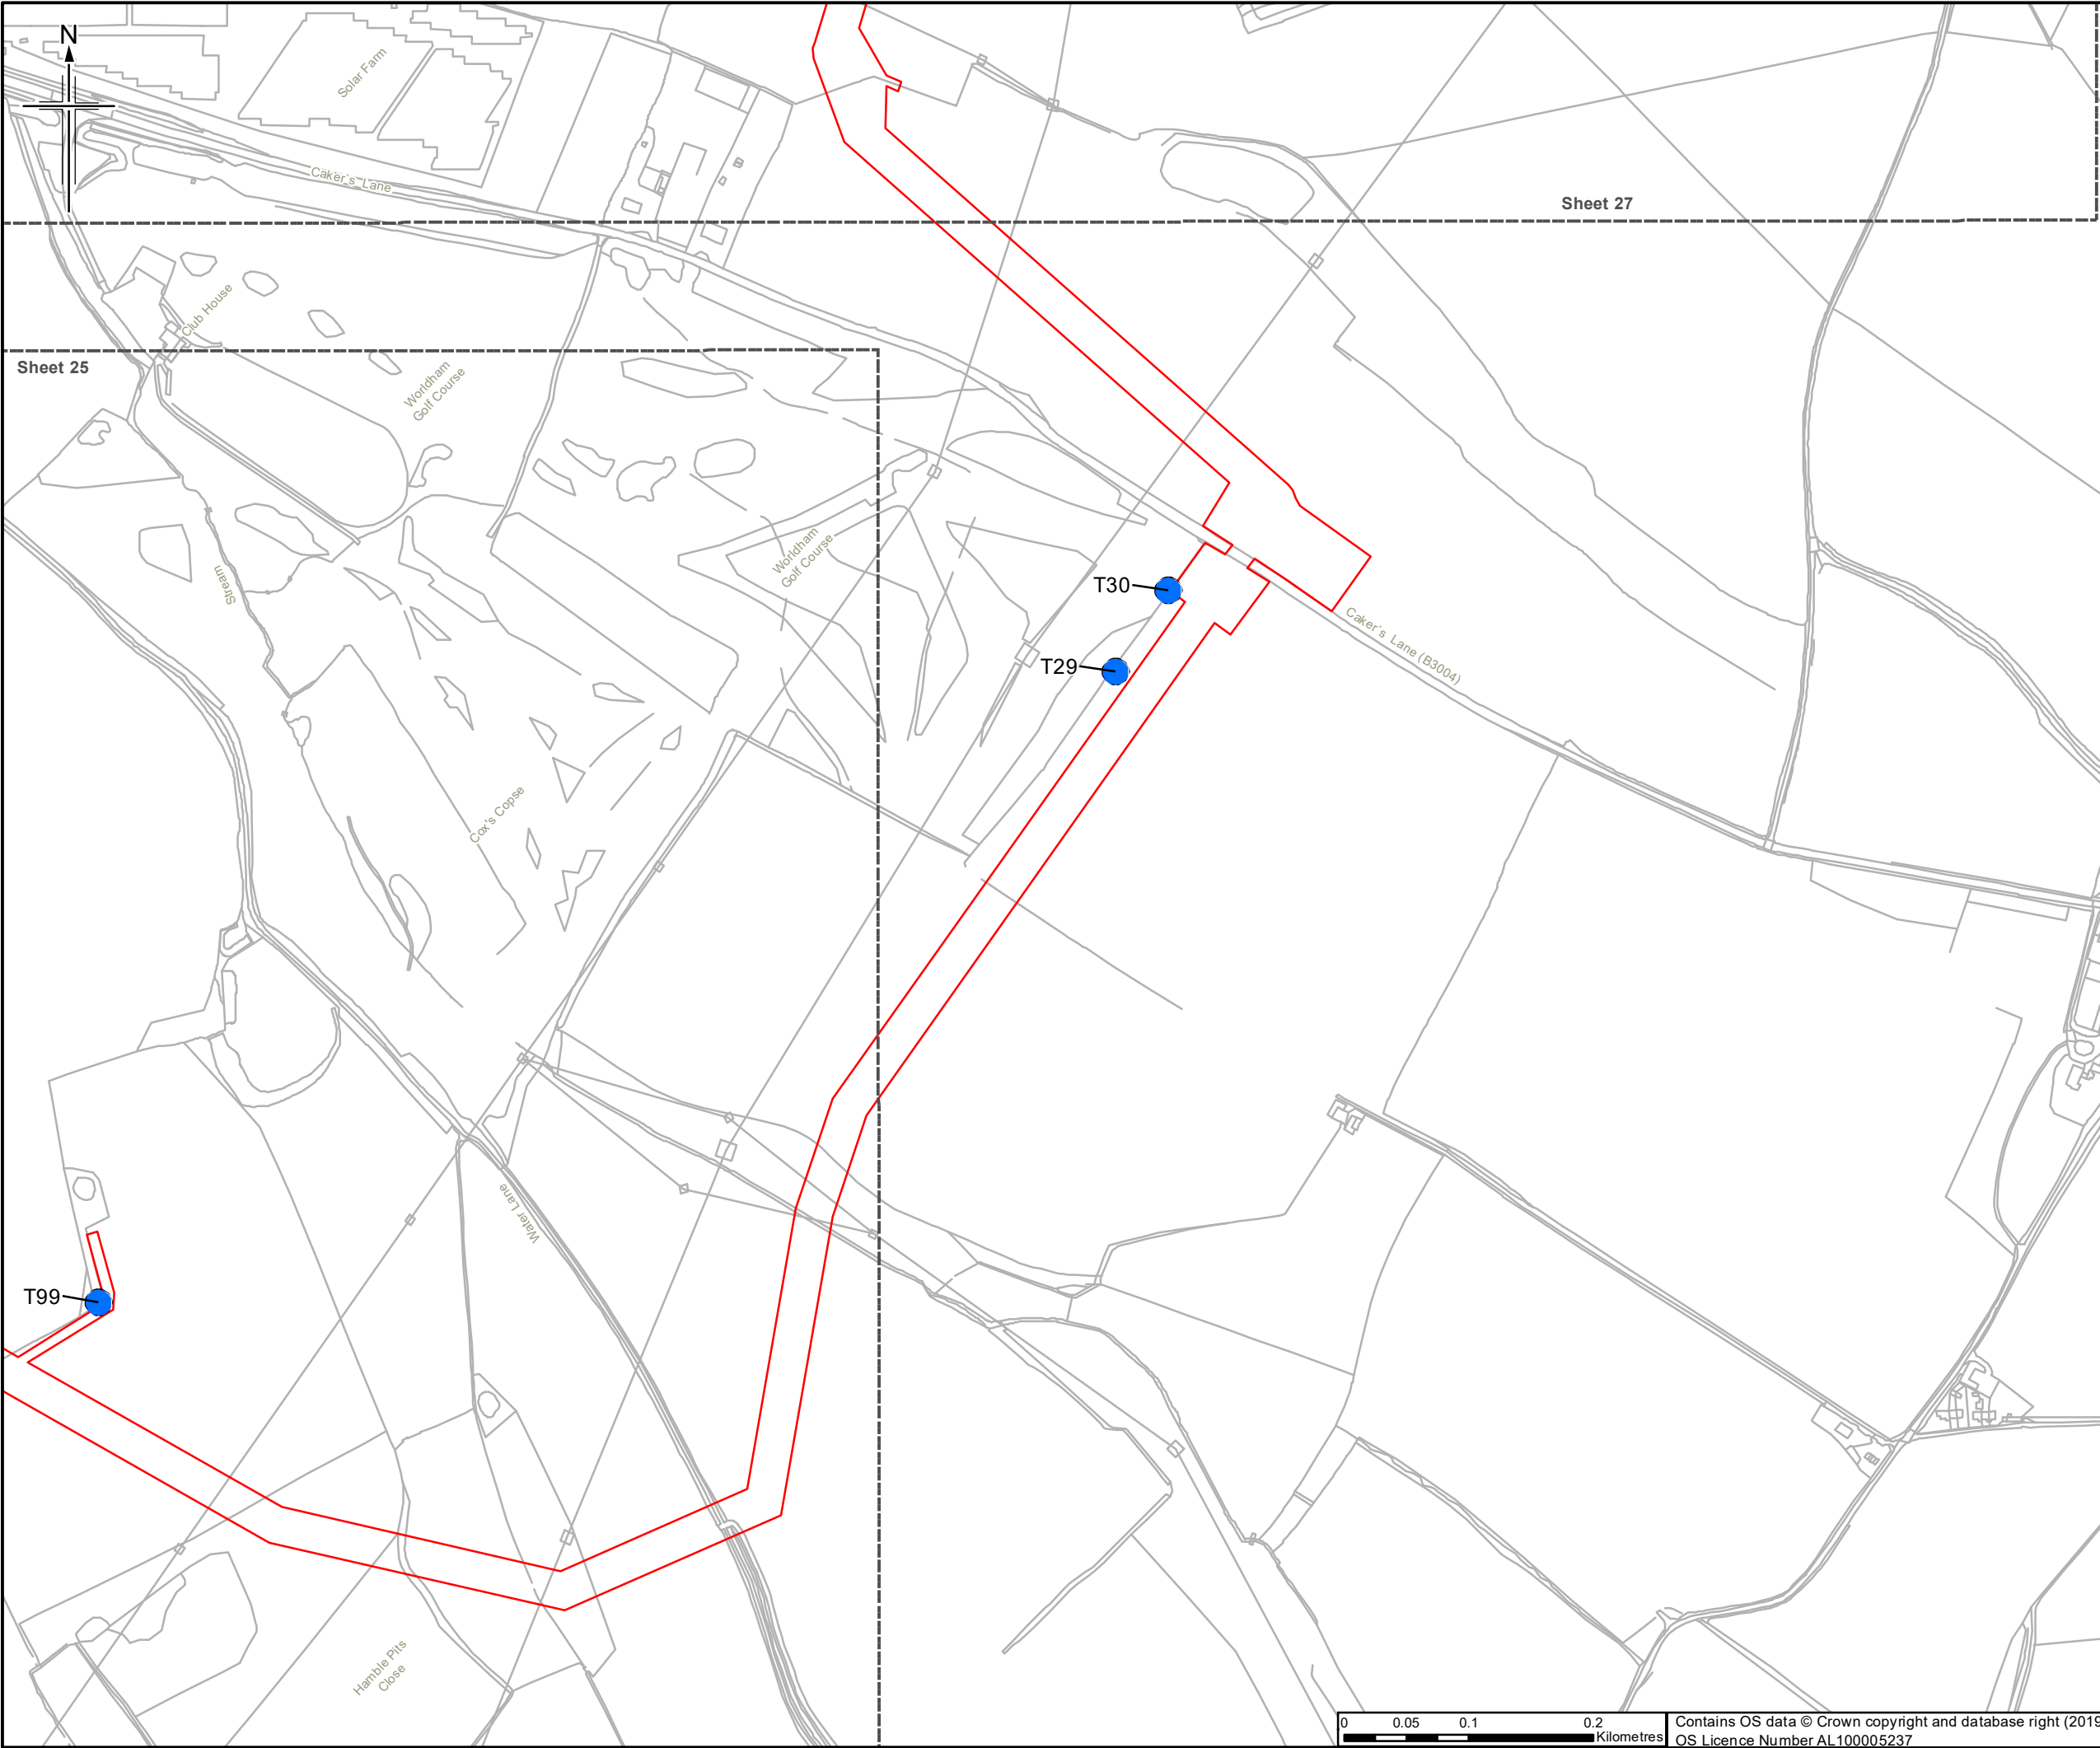 N
Solar Farm
Caker's Lane
Sheet 27
Club House
Sheet 25
Worldham
Golf Course
Worldham
Golf Course
Stream
T30
T29
Caker's Lane (B3004)
Cox's Copse
Water Lane
T99
Hamble Pits
Close
0 0.05 0.1 0.2
Kilometres
Contains OS data © Crown copyright and database right (2019
OS Licence Number AL100005237